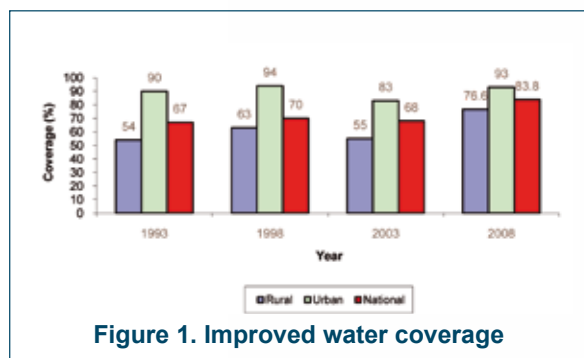 Coverage (%)
100
90
80
70
60
50
40
30
20
10
0
54 90 67
63 94 70
55 83 68
76.6 93 83.8
1993 1998 2003 2008
Year
Rural Urban National
Figure 1. Improved water coverage